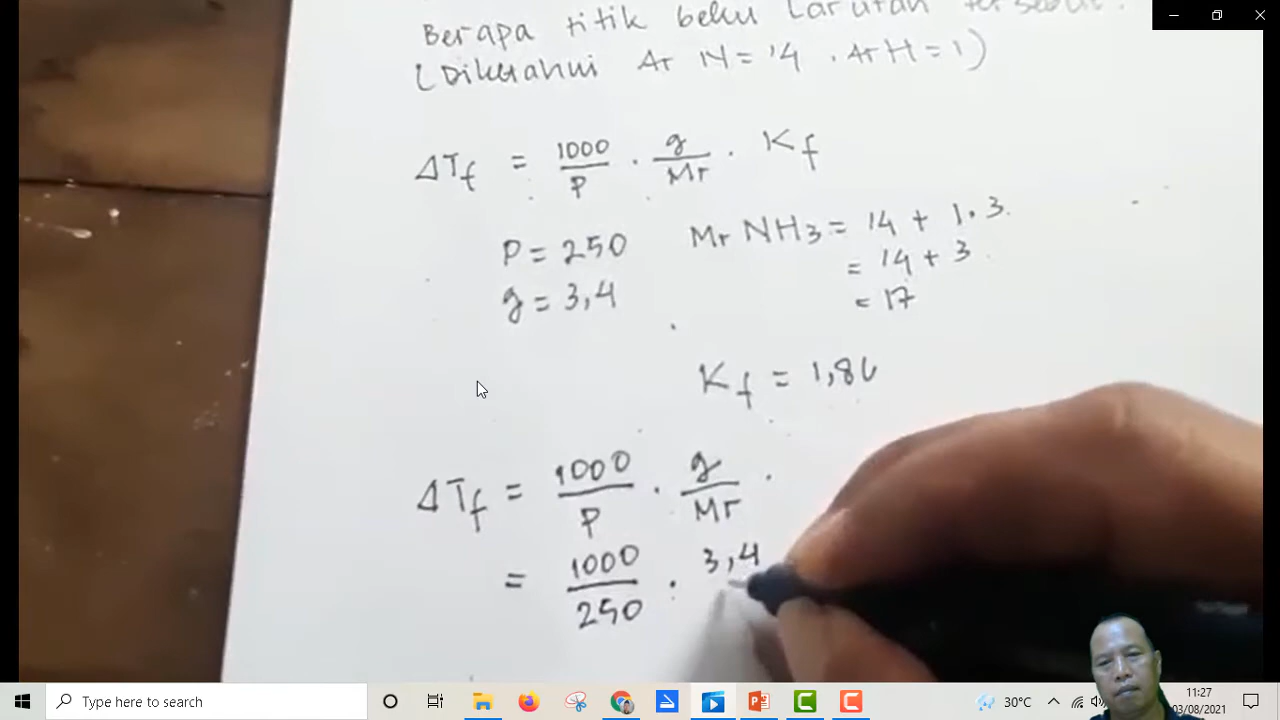 Berapa titik beku Larutan tersebut.
(Diketahui Ar N = 14 . Ar H = 1)
ΔTf = 1000/P . g/Mr . Kf
P = 250 Mr NH3 = 14 + 1.3
g = 3,4 = 14 + 3
= 17
Kf = 1,86
ΔTf = 1000/P . g/Mr .
= 1000/250 . 3,4
Type here to search
30°C
11:27
03/08/2021